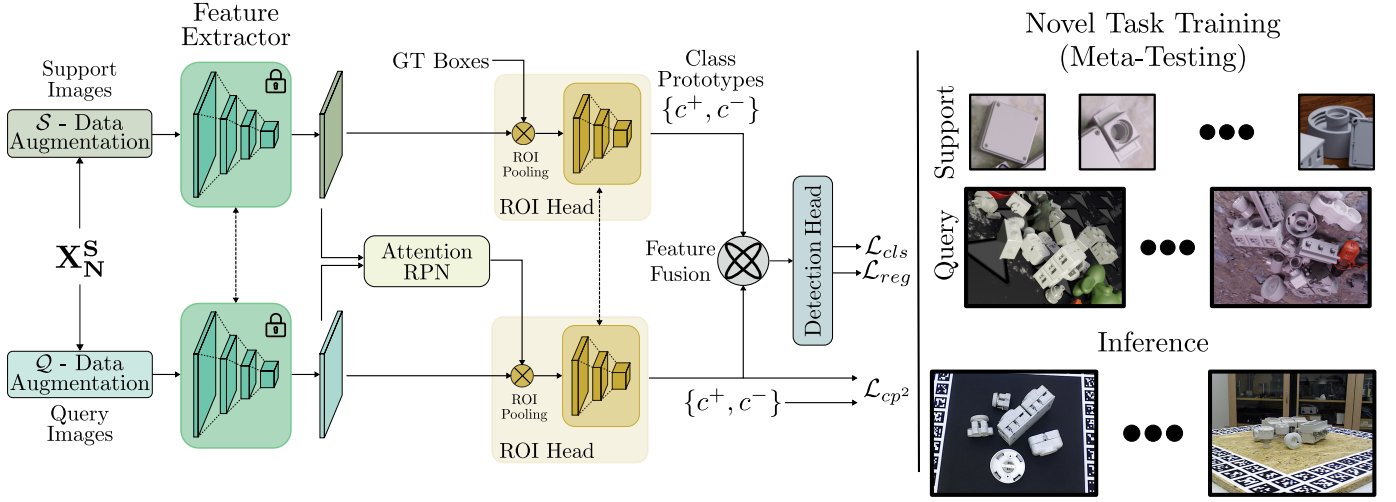 Feature
Extractor
Support
Images
𝒮 - Data
Augmentation
X_N^S
𝒬 - Data
Augmentation
Query
Images
GT Boxes
ROI
Pooling
ROI Head
Attention
RPN
ROI
Pooling
ROI Head
Class
Prototypes
{c⁺, c⁻}
Feature
Fusion
Detection Head
ℒ_cls
ℒ_reg
{c⁺, c⁻}
ℒ_cp²
Novel Task Training
(Meta-Testing)
Support
Query
Inference